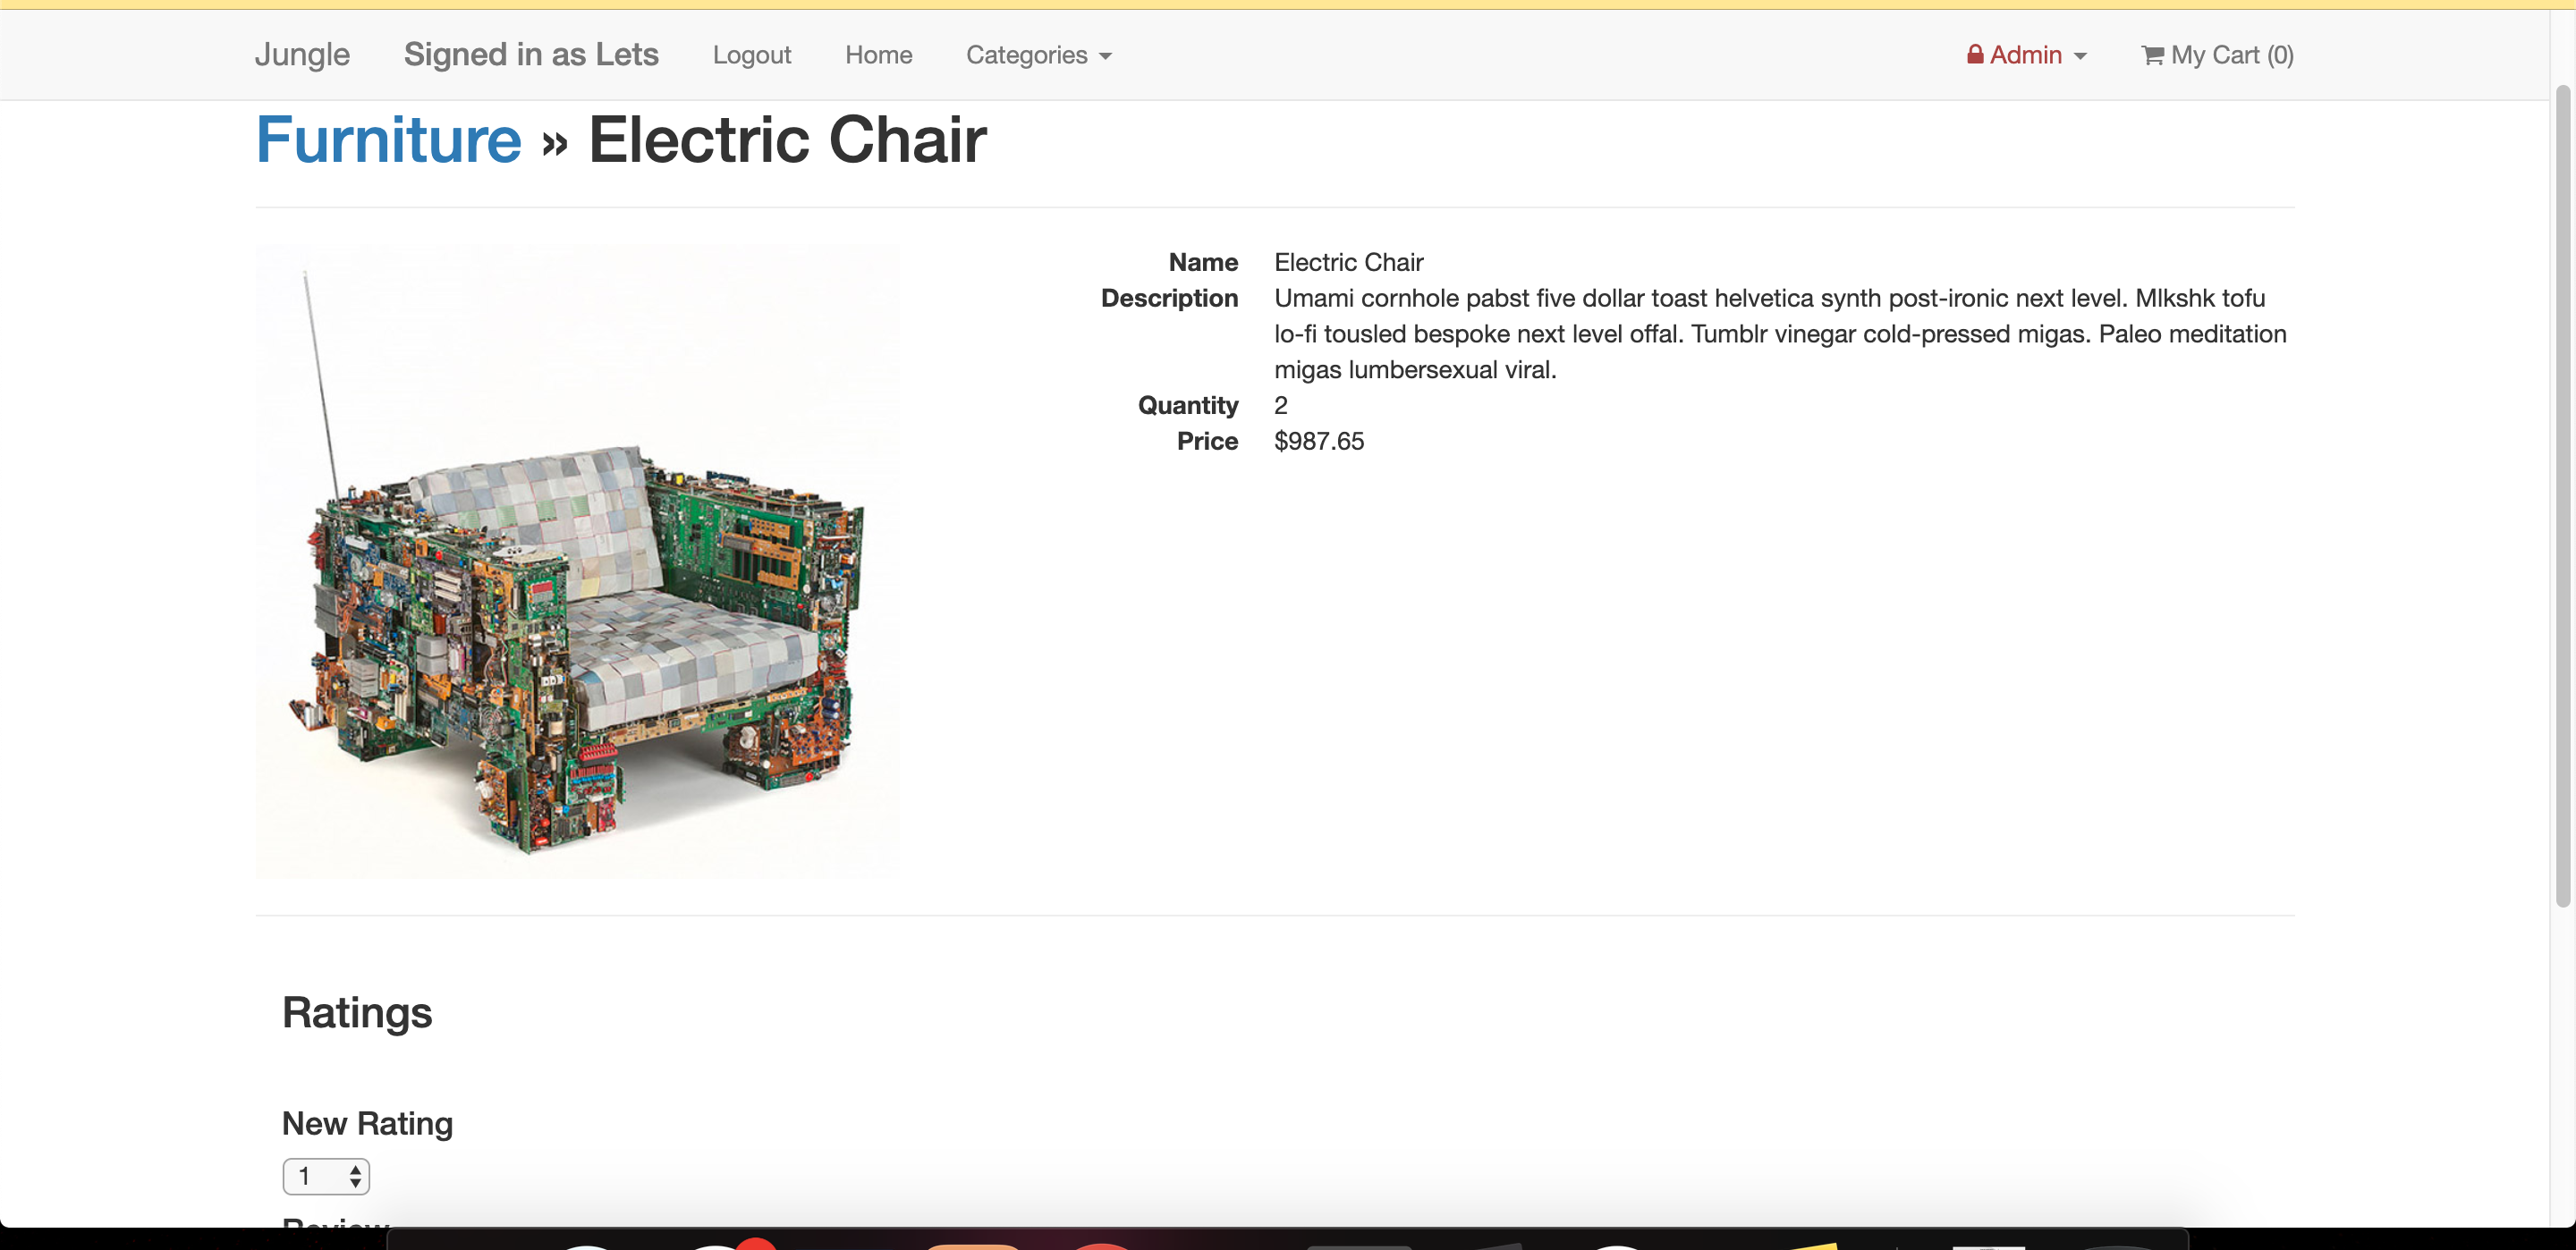 Jungle Signed in as Lets Logout Home Categories Admin My Cart (0)
Furniture » Electric Chair
Name Electric Chair
Description Umami cornhole pabst five dollar toast helvetica synth post-ironic next level. Mlkshk tofu
lo-fi tousled bespoke next level offal. Tumblr vinegar cold-pressed migas. Paleo meditation
migas lumbersexual viral.
Quantity 2
Price $987.65
Ratings
New Rating
1
Review